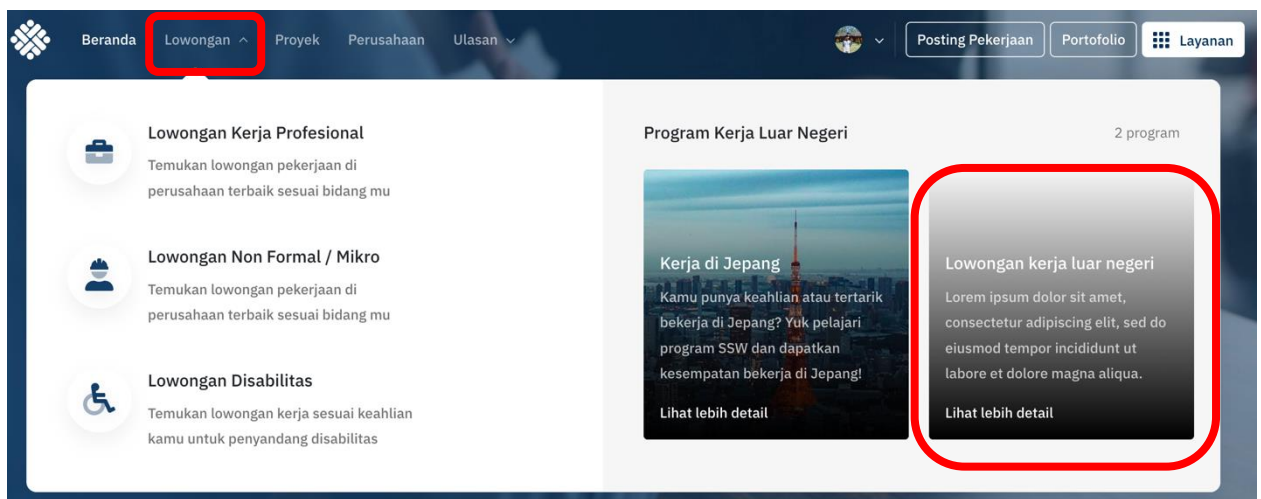 Beranda Lowongan Proyek Perusahaan Ulasan Posting Pekerjaan Portofolio Layanan
Lowongan Kerja Profesional
Temukan lowongan pekerjaan di
perusahaan terbaik sesuai bidang mu
Lowongan Non Formal / Mikro
Temukan lowongan pekerjaan di
perusahaan terbaik sesuai bidang mu
Lowongan Disabilitas
Temukan lowongan kerja sesuai keahlian
kamu untuk penyandang disabilitas
Program Kerja Luar Negeri 2 program
Kerja di Jepang
Kamu punya keahlian atau tertarik
bekerja di Jepang? Yuk pelajari
program SSW dan dapatkan
kesempatan bekerja di Jepang!
Lihat lebih detail
Lowongan kerja luar negeri
Lorem ipsum dolor sit amet,
consectetur adipiscing elit, sed do
eiusmod tempor incididunt ut
labore et dolore magna aliqua.
Lihat lebih detail